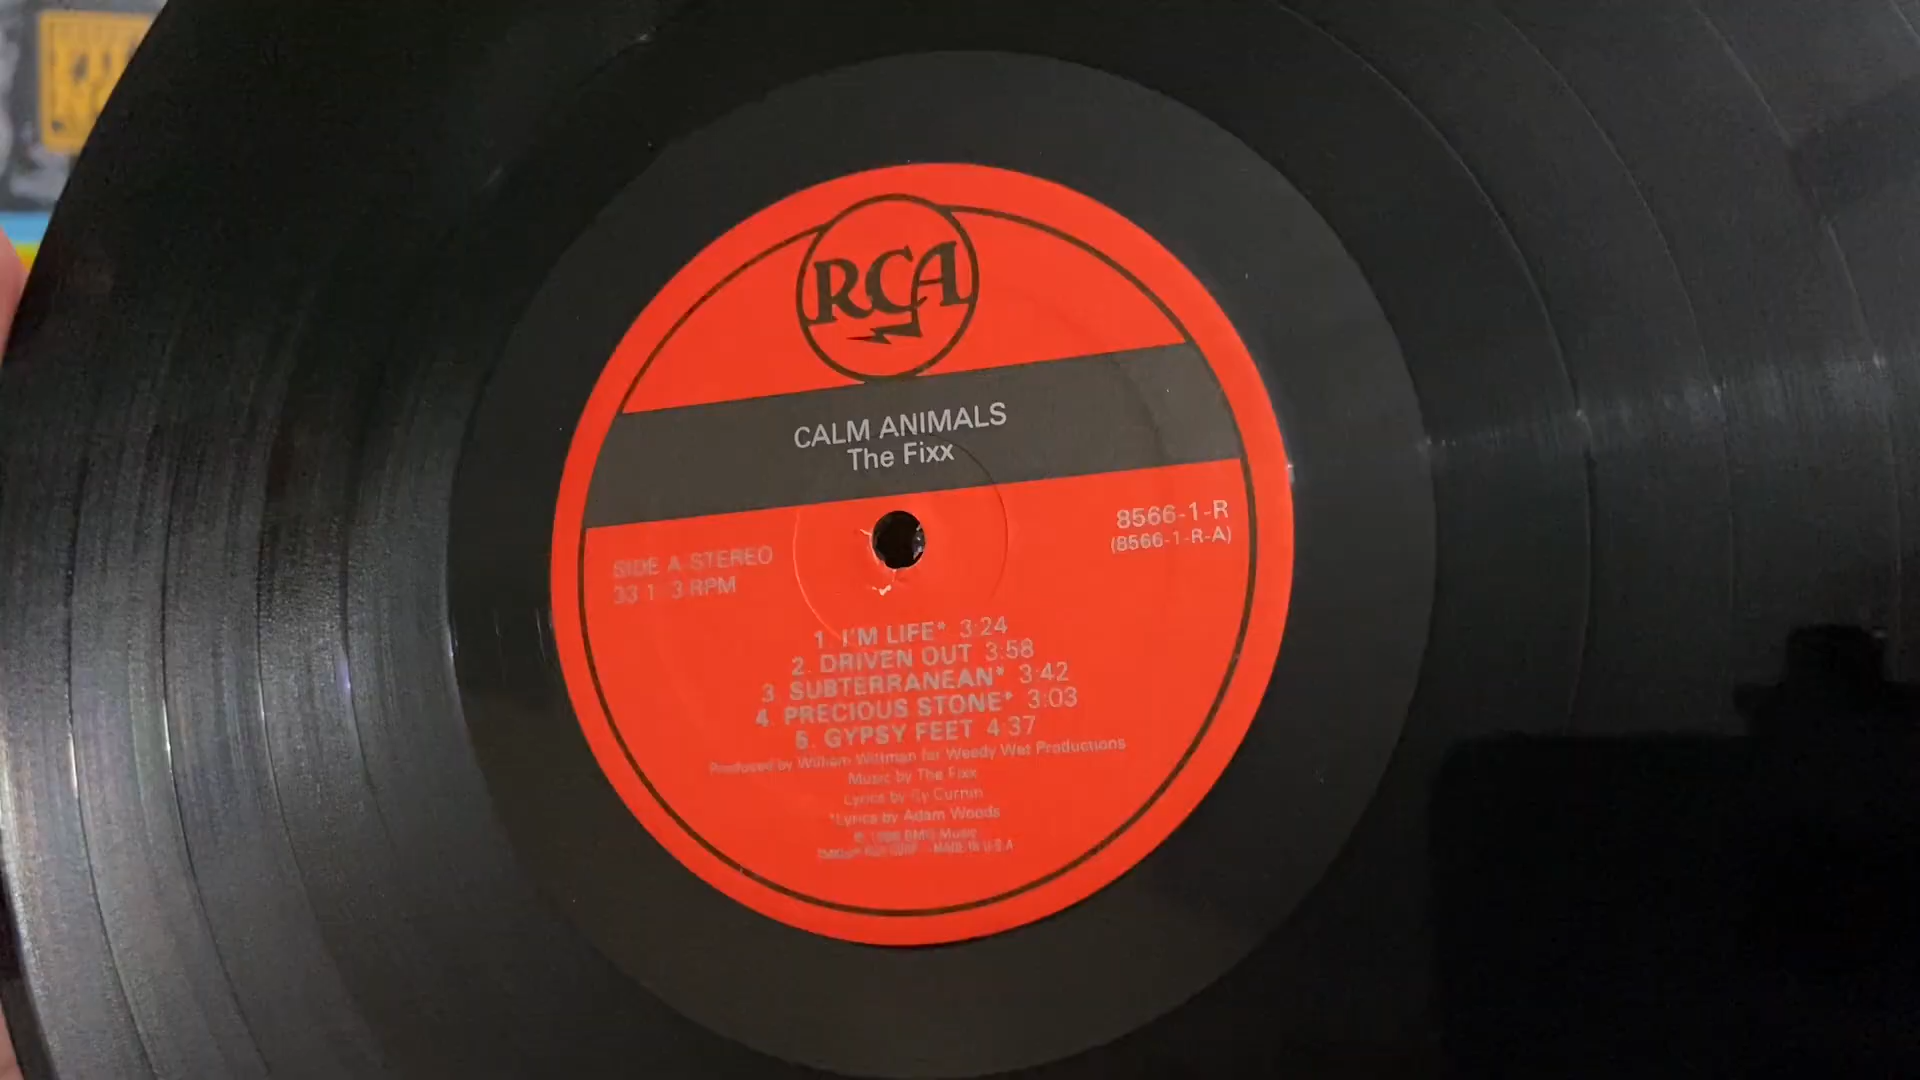 RCA
CALM ANIMALS
The Fixx
8566-1-R
(8566-1-R-A)
SIDE A STEREO
33 1 3 RPM
1. I'M LIFE* 3:24
2. DRIVEN OUT 3:58
3. SUBTERRANEAN* 3:42
4. PRECIOUS STONE* 3:03
5. GYPSY FEET 4:37
Produced by William Wittman for Weedy Wet Productions
Music by The Fixx
Lyrics by Cy Curnin
*Lyrics by Adam Woods
BMG Music
MADE IN U.S.A